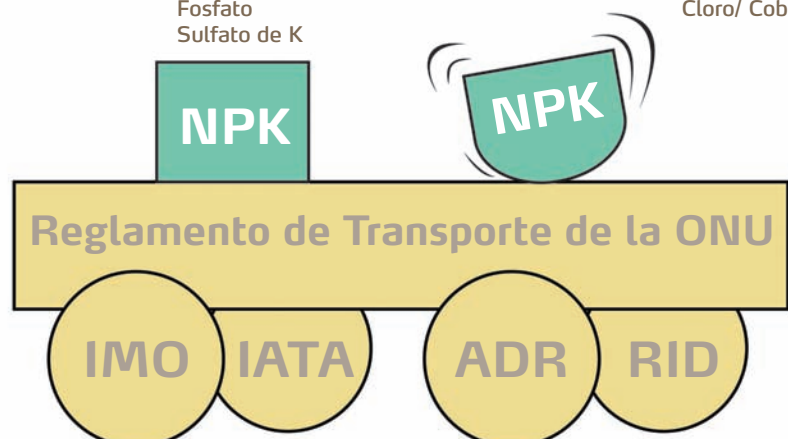 Fosfato
Sulfato de K
Cloro/ Cob
NPK
NPK
Reglamento de Transporte de la ONU
IMO
IATA
ADR
RID